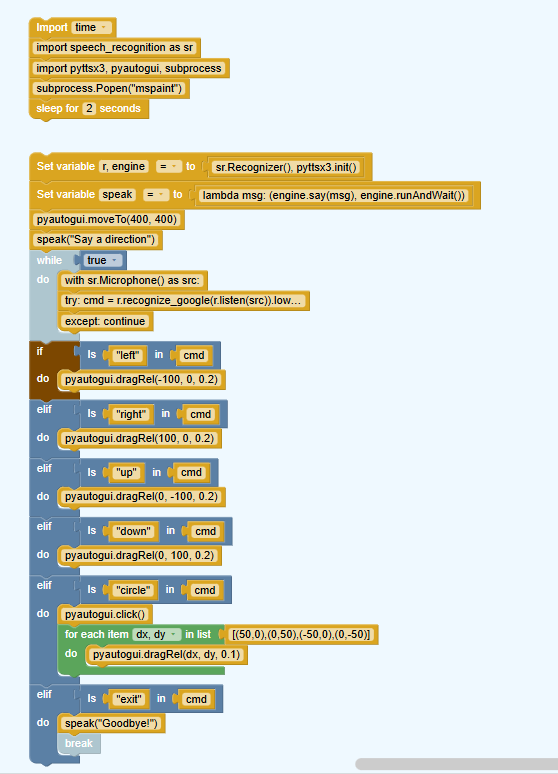 Import time
import speech_recognition as sr
import pyttsx3, pyautogui, subprocess
subprocess.Popen("mspaint")
sleep for 2 seconds
Set variable r, engine = to sr.Recognizer(), pyttsx3.init()
Set variable speak = to lambda msg: (engine.say(msg), engine.runAndWait())
pyautogui.moveTo(400, 400)
speak("Say a direction")
while true
do with sr.Microphone() as src:
try: cmd = r.recognize_google(r.listen(src)).low...
except: continue
if Is "left" in cmd
do pyautogui.dragRel(-100, 0, 0.2)
elif Is "right" in cmd
do pyautogui.dragRel(100, 0, 0.2)
elif Is "up" in cmd
do pyautogui.dragRel(0, -100, 0.2)
elif Is "down" in cmd
do pyautogui.dragRel(0, 100, 0.2)
elif Is "circle" in cmd
do pyautogui.click()
for each item dx, dy in list [(50,0),(0,50),(-50,0),(0,-50)]
do pyautogui.dragRel(dx, dy, 0.1)
elif Is "exit" in cmd
do speak("Goodbye!")
break